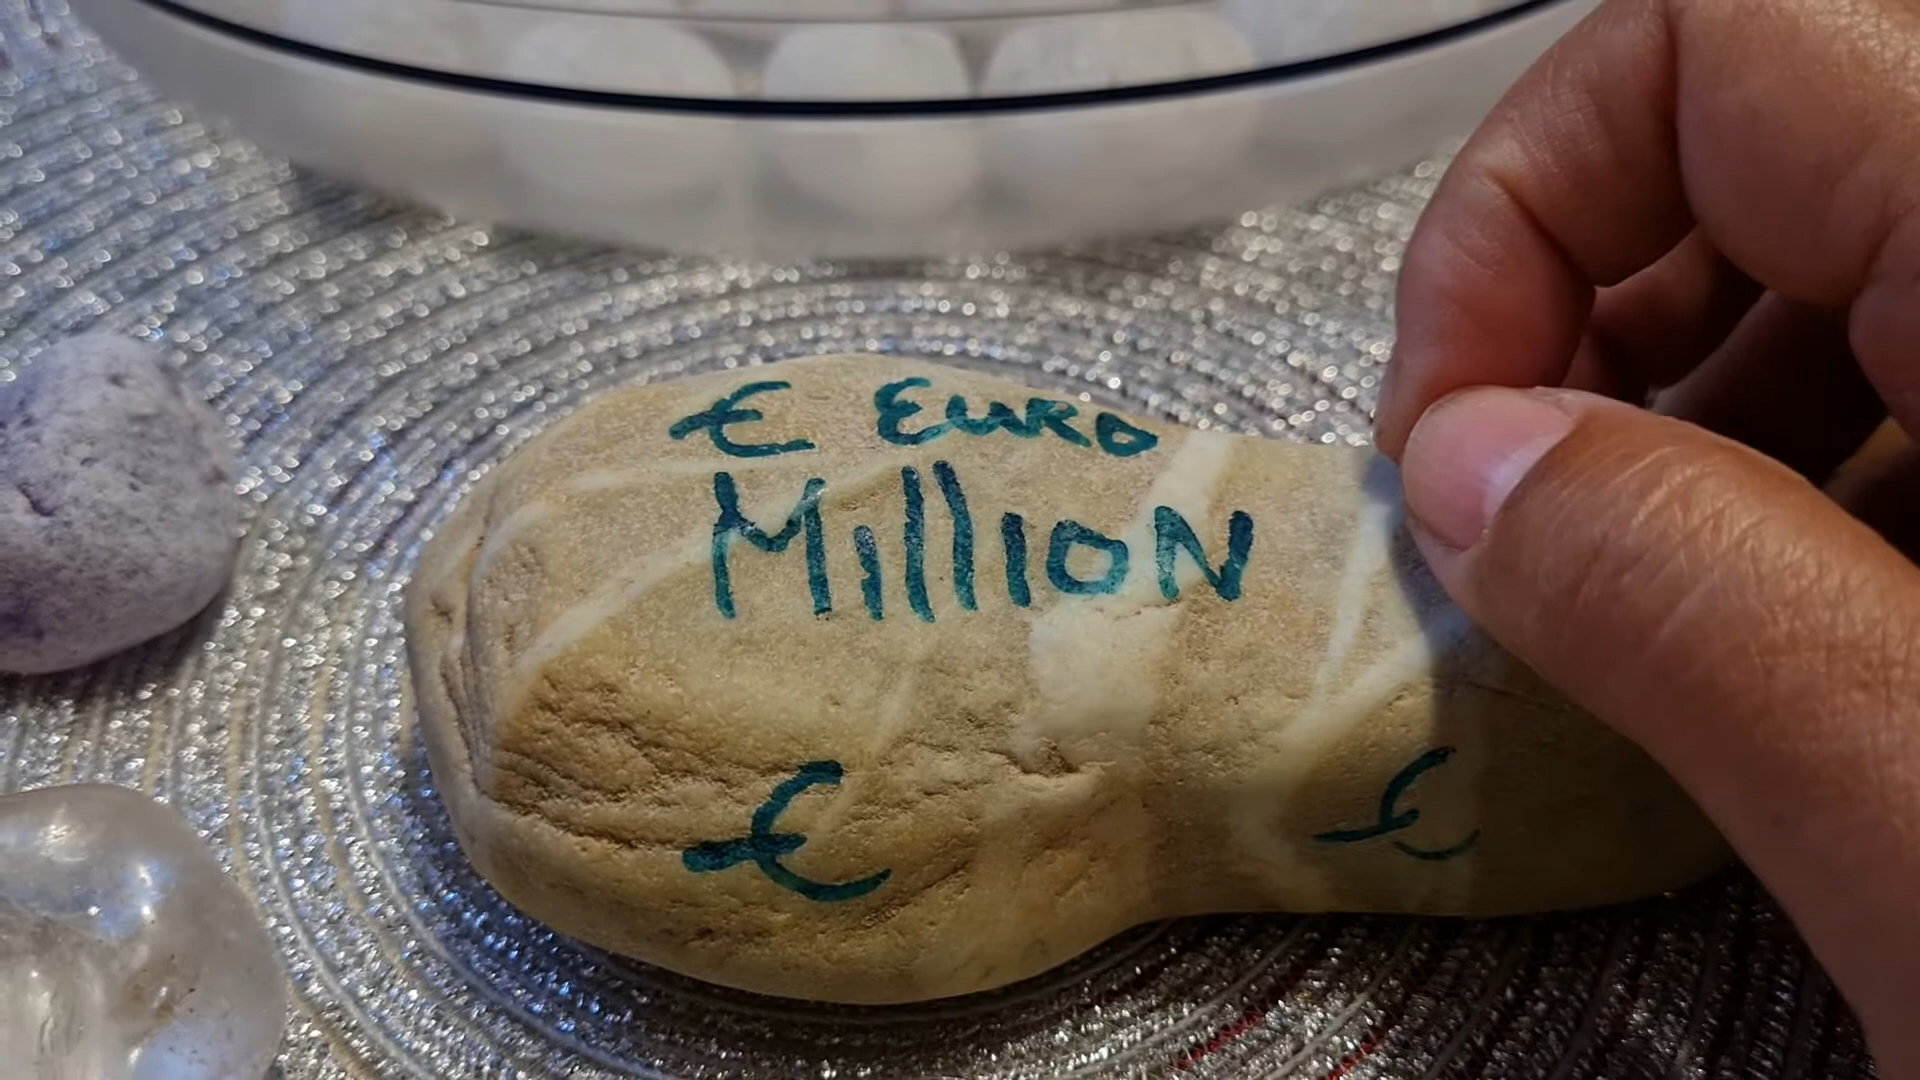 € EURO
MillION
€ €